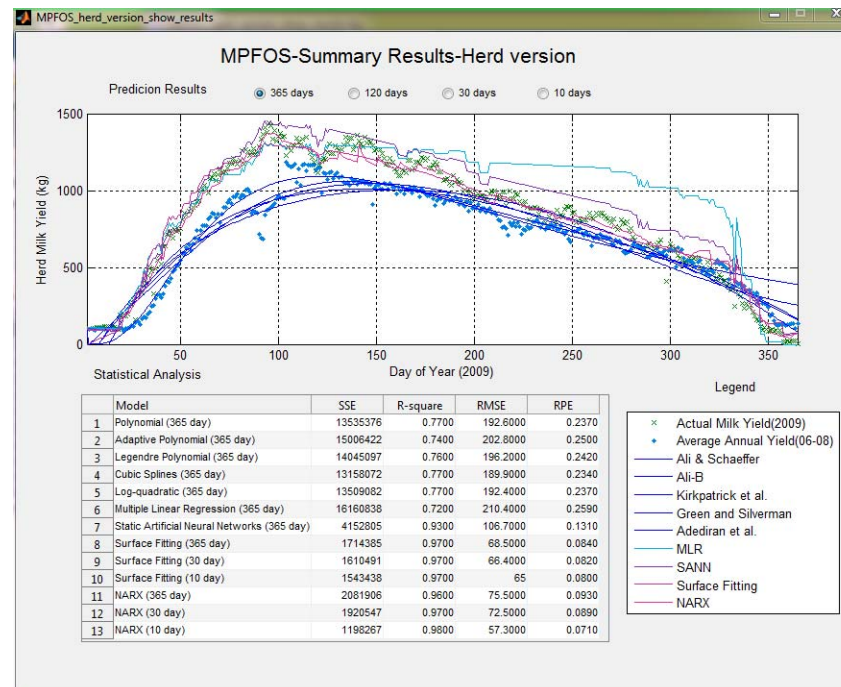 MPFOS_herd_version_show_results
MPFOS-Summary Results-Herd version
Predicion Results
365 days
120 days
30 days
10 days
1500
1000
500
0
Herd Milk Yield (kg)
50
100
150
200
250
300
350
Day of Year (2009)
Statistical Analysis
Model SSE R-square RMSE RPE
1 Polynomial (365 day) 13535376 0.7700 192.6000 0.2370
2 Adaptive Polynomial (365 day) 15006422 0.7400 202.8000 0.2500
3 Legendre Polynomial (365 day) 14045097 0.7600 196.2000 0.2420
4 Cubic Splines (365 day) 13158072 0.7700 189.9000 0.2340
5 Log-quadratic (365 day) 13509082 0.7700 192.4000 0.2370
6 Multiple Linear Regression (365 day) 16160838 0.7200 210.4000 0.2590
7 Static Artificial Neural Networks (365 day) 4152805 0.9300 106.7000 0.1310
8 Surface Fitting (365 day) 1714385 0.9700 68.5000 0.0840
9 Surface Fitting (30 day) 1610491 0.9700 66.4000 0.0820
10 Surface Fitting (10 day) 1543438 0.9700 65 0.0800
11 NARX (365 day) 2081906 0.9600 75.5000 0.0930
12 NARX (30 day) 1920547 0.9700 72.5000 0.0890
13 NARX (10 day) 1198267 0.9800 57.3000 0.0710
Legend
Actual Milk Yield(2009)
Average Annual Yield(06-08)
Ali & Schaeffer
Ali-B
Kirkpatrick et al.
Green and Silverman
Adediran et al.
MLR
SANN
Surface Fitting
NARX